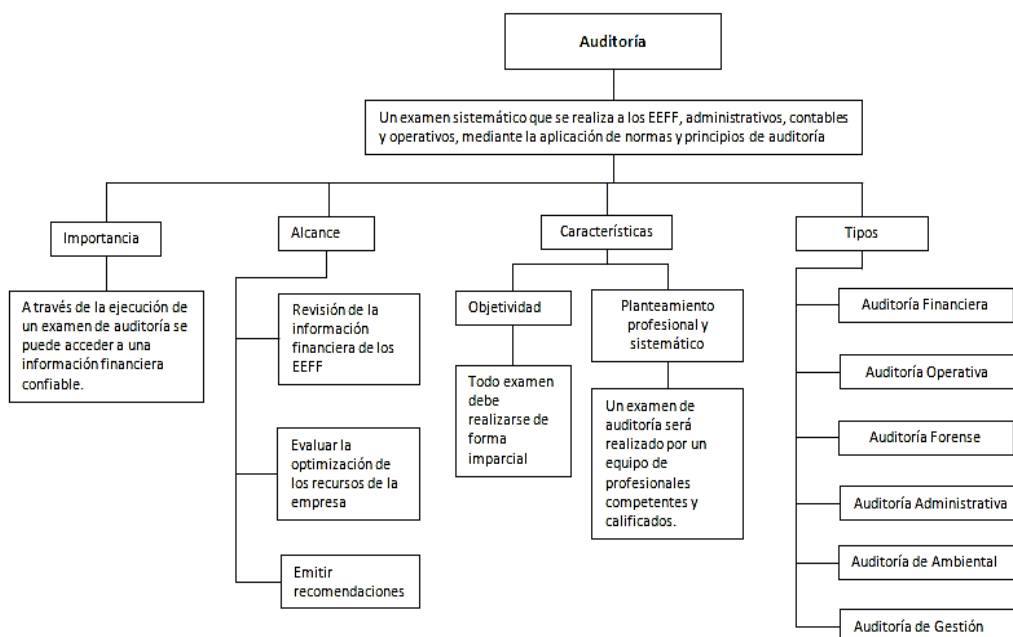 Auditoría
Un examen sistemático que se realiza a los EEFF, administrativos, contables
y operativos, mediante la aplicación de normas y principios de auditoría
Importancia
A través de la ejecución de
un examen de auditoría se
puede acceder a una
información financiera
confiable.
Alcance
Revisión de la
información
financiera de los
EEFF
Evaluar la
optimización de
los recursos de la
empresa
Emitir
recomendaciones
Características
Objetividad
Todo examen
debe
realizarse de
forma
imparcial
Planteamiento
profesional y
sistemático
Un examen de
auditoría será
realizado por un
equipo de
profesionales
competentes y
calificados.
Tipos
Auditoría Financiera
Auditoría Operativa
Auditoría Forense
Auditoría Administrativa
Auditoría de Ambiental
Auditoría de Gestión